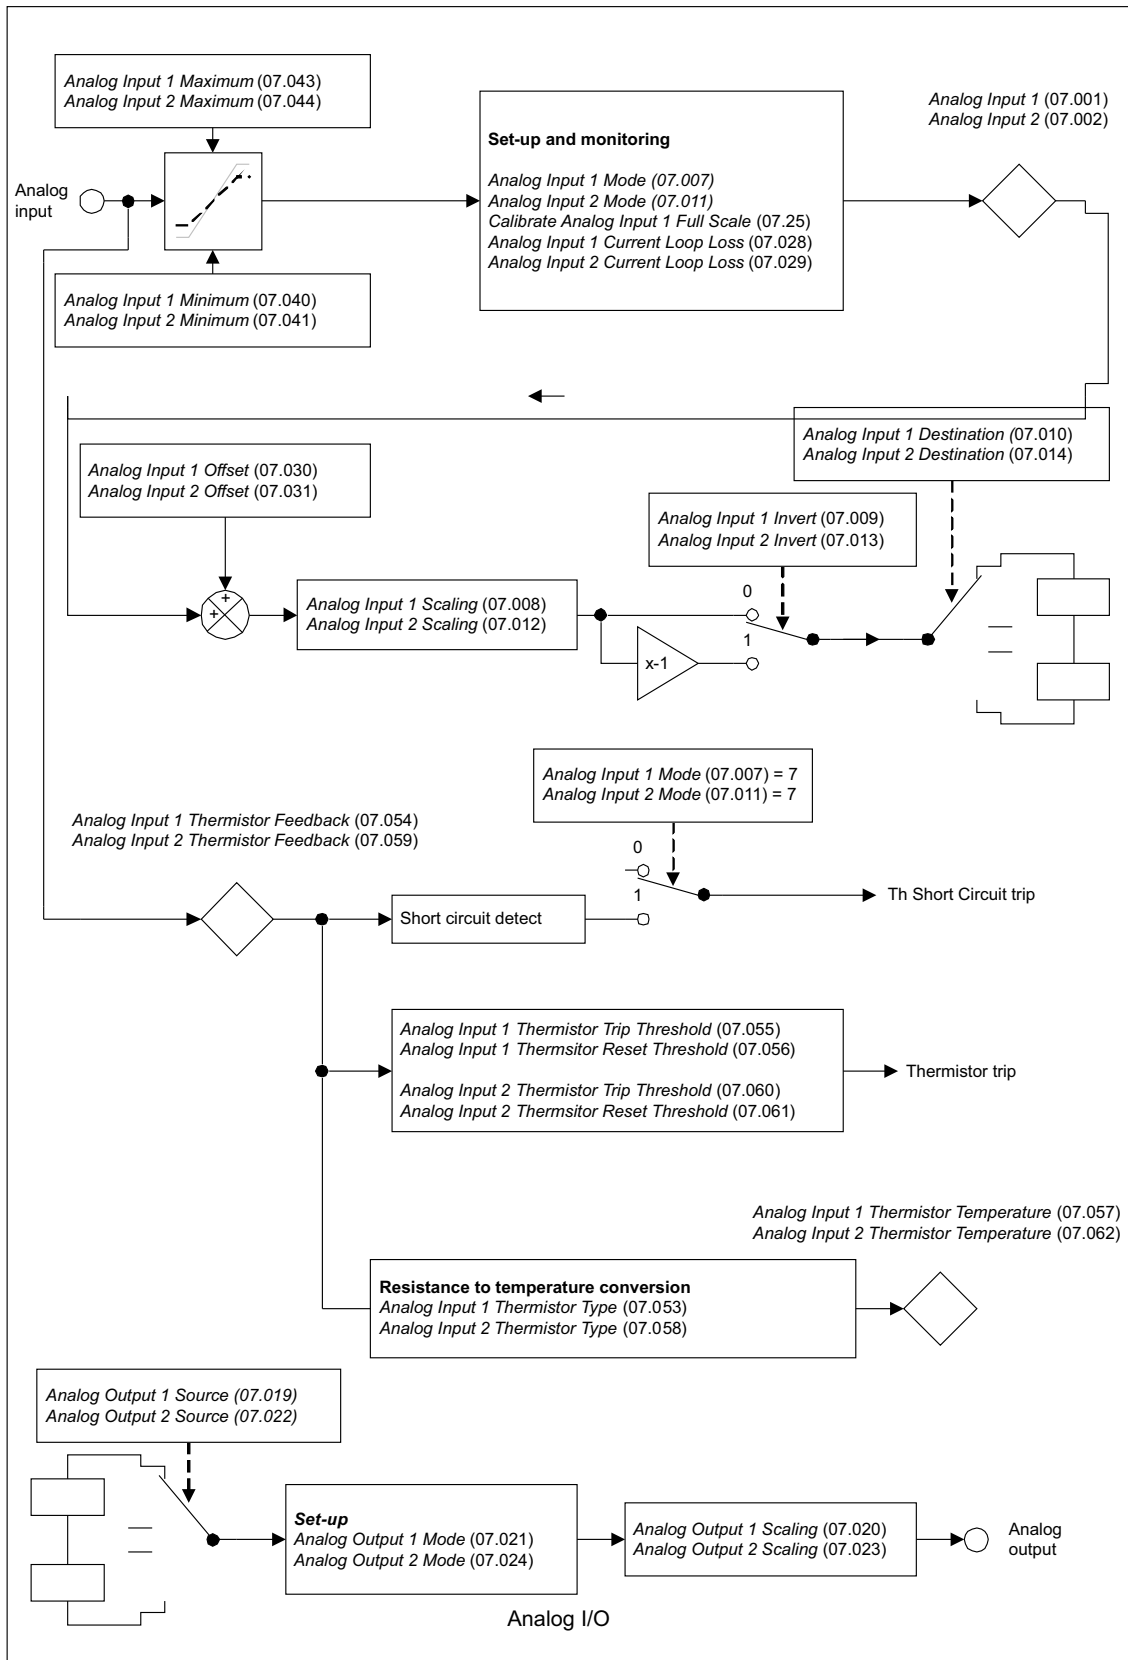 Analog Input 1 Maximum (07.043)
Analog Input 2 Maximum (07.044)
Analog Input 1 (07.001)
Analog Input 2 (07.002)
Set-up and monitoring
Analog Input 1 Mode (07.007)
Analog Input 2 Mode (07.011)
Calibrate Analog Input 1 Full Scale (07.25)
Analog Input 1 Current Loop Loss (07.028)
Analog Input 2 Current Loop Loss (07.029)
Analog
input
Analog Input 1 Minimum (07.040)
Analog Input 2 Minimum (07.041)
Analog Input 1 Destination (07.010)
Analog Input 2 Destination (07.014)
Analog Input 1 Offset (07.030)
Analog Input 2 Offset (07.031)
Analog Input 1 Invert (07.009)
Analog Input 2 Invert (07.013)
+
+
Analog Input 1 Scaling (07.008)
Analog Input 2 Scaling (07.012)
0
1
x-1
Analog Input 1 Mode (07.007) = 7
Analog Input 2 Mode (07.011) = 7
Analog Input 1 Thermistor Feedback (07.054)
Analog Input 2 Thermistor Feedback (07.059)
0
1
Short circuit detect
Th Short Circuit trip
Analog Input 1 Thermistor Trip Threshold (07.055)
Analog Input 1 Thermsitor Reset Threshold (07.056)
Analog Input 2 Thermistor Trip Threshold (07.060)
Analog Input 2 Thermsitor Reset Threshold (07.061)
Thermistor trip
Analog Input 1 Thermistor Temperature (07.057)
Analog Input 2 Thermistor Temperature (07.062)
Resistance to temperature conversion
Analog Input 1 Thermistor Type (07.053)
Analog Input 2 Thermistor Type (07.058)
Analog Output 1 Source (07.019)
Analog Output 2 Source (07.022)
Set-up
Analog Output 1 Mode (07.021)
Analog Output 2 Mode (07.024)
Analog Output 1 Scaling (07.020)
Analog Output 2 Scaling (07.023)
Analog
output
Analog I/O